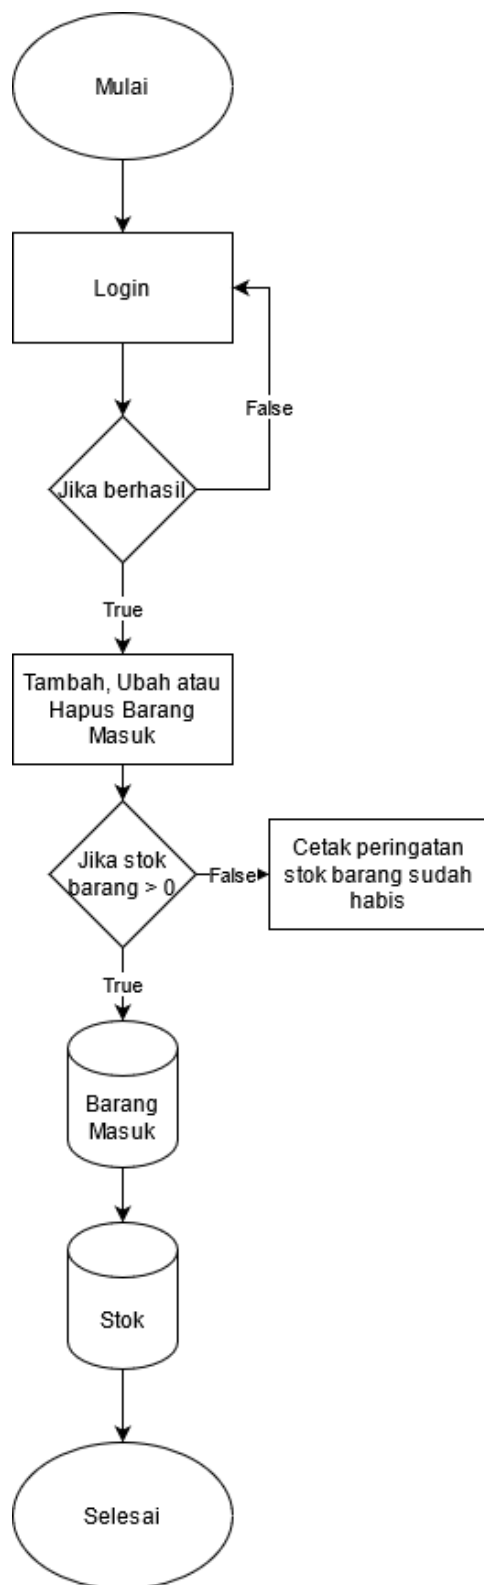 Mulai
Login
False
Jika berhasil
True
Tambah, Ubah atau
Hapus Barang
Masuk
Jika stok
barang > 0
False
Cetak peringatan
stok barang sudah
habis
True
Barang
Masuk
Stok
Selesai